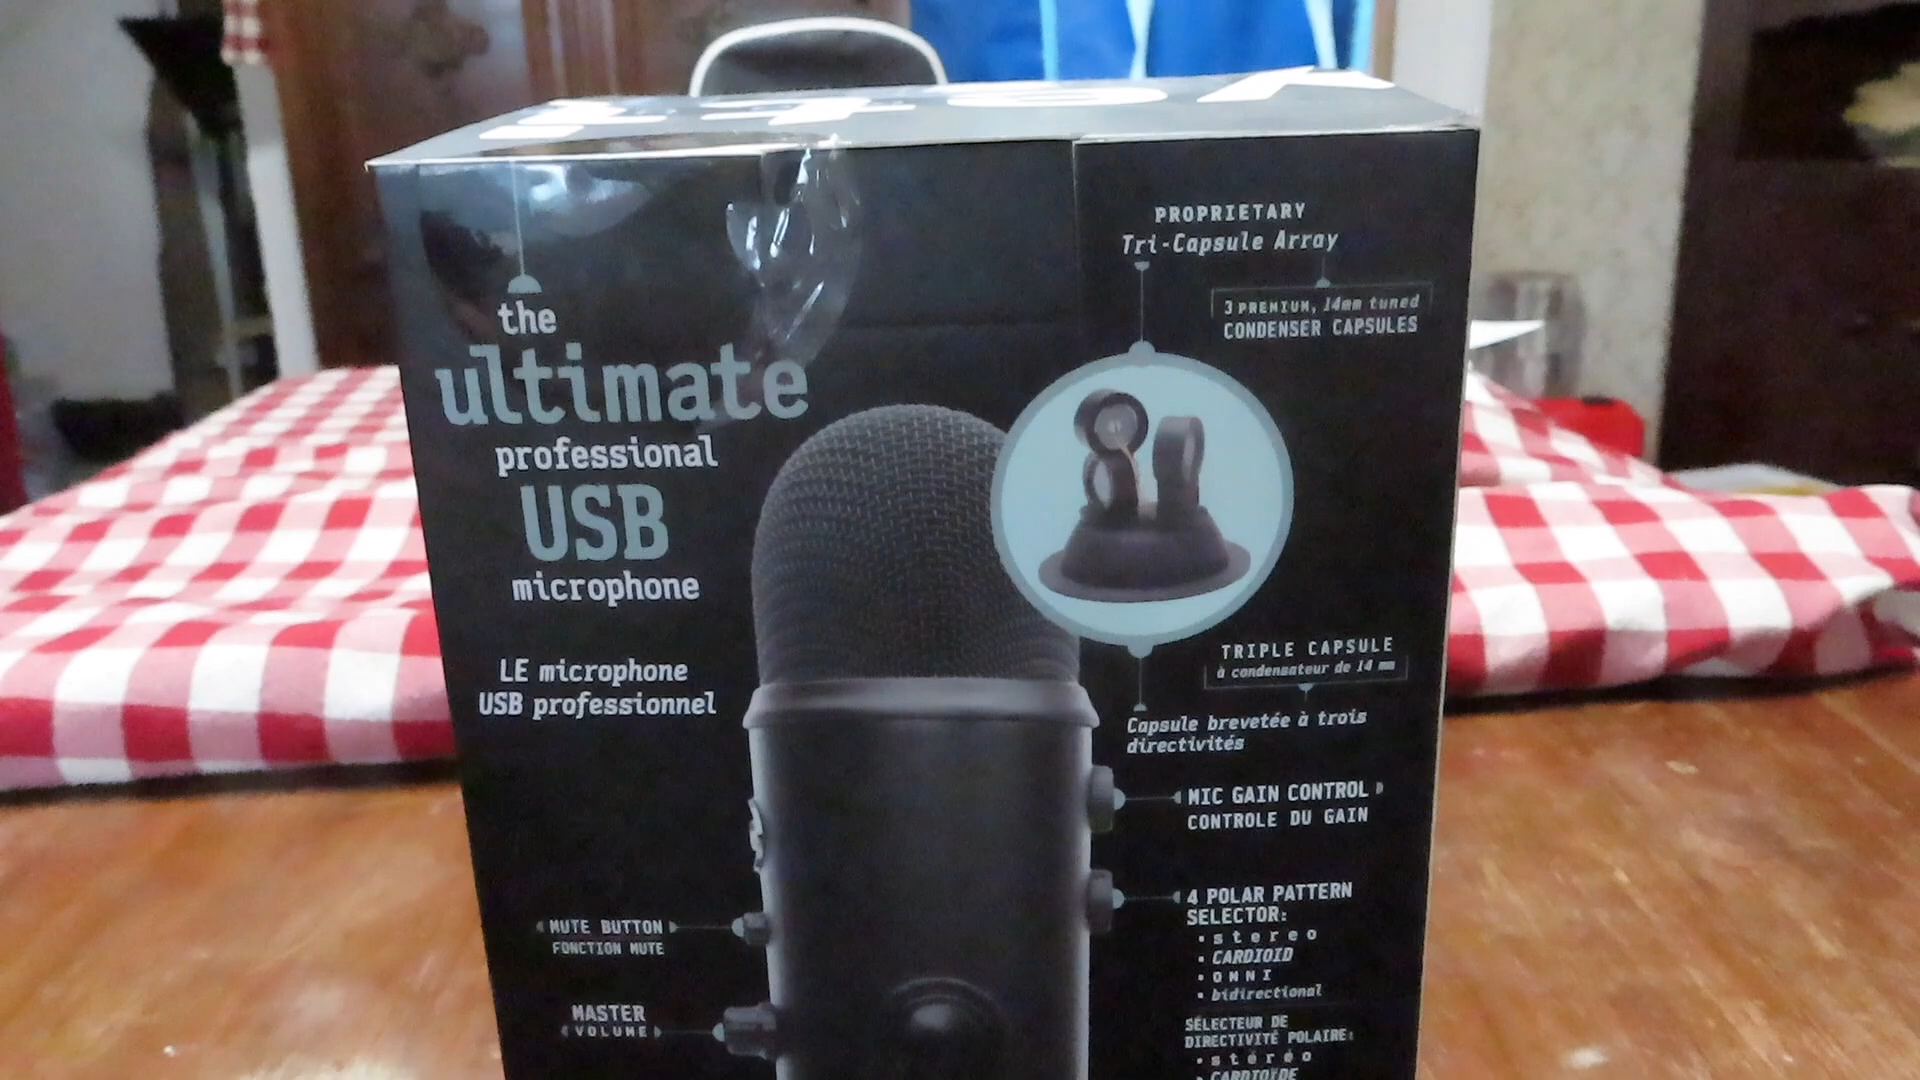 Yeti
the
ultimate
professional
USB
microphone
LE microphone
USB professionnel
MUTE BUTTON
FONCTION MUTE
MASTER
VOLUME
PROPRIETARY
Tri-Capsule Array
3 PREMIUM, 14mm tuned
CONDENSER CAPSULES
TRIPLE CAPSULE
à condensateur de 14 mm
Capsule brevetée à trois
directivités
MIC GAIN CONTROL
CONTROLE DU GAIN
4 POLAR PATTERN
SELECTOR:
• stereo
• CARDIOID
• OMNI
• bidirectional
SÉLECTEUR DE
DIRECTIVITÉ POLAIRE:
• stéréo
• CARDIOÏDE